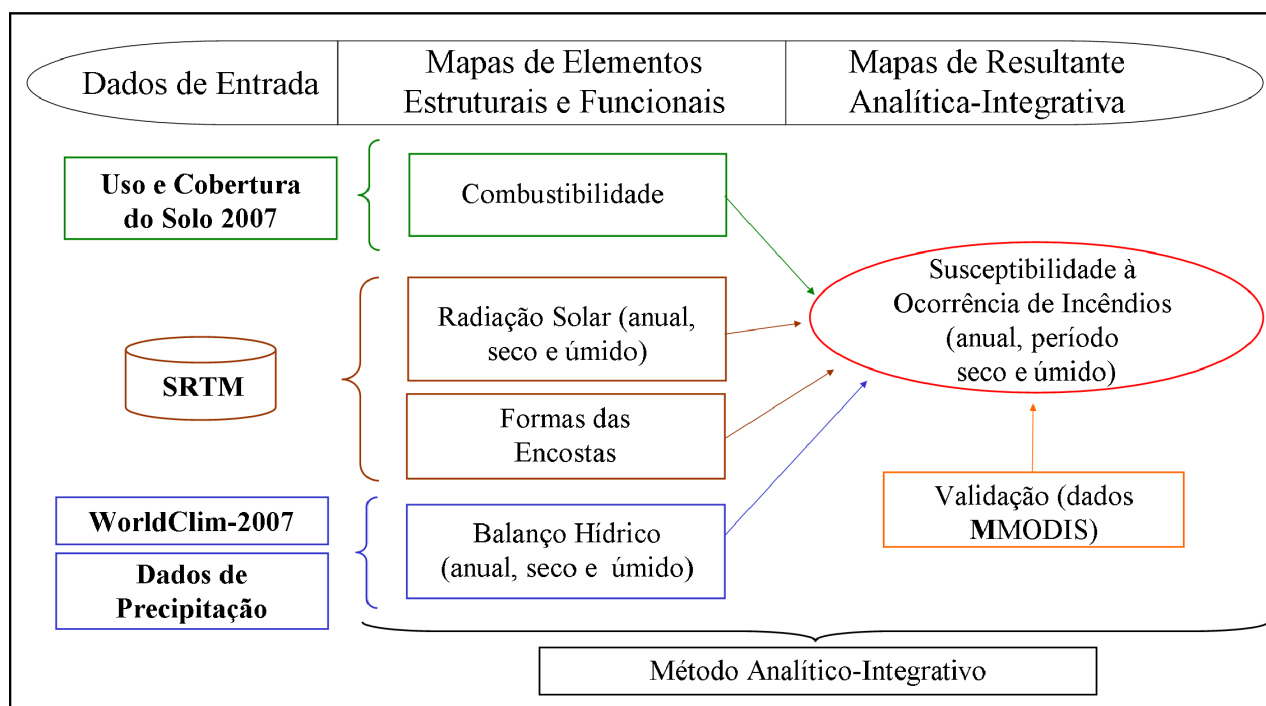 Dados de Entrada
Mapas de Elementos
Estruturais e Funcionais
Mapas de Resultante
Analítica-Integrativa
Uso e Cobertura
do Solo 2007
Combustibilidade
SRTM
Radiação Solar (anual,
seco e úmido)
Formas das
Encostas
WorldClim-2007
Dados de
Precipitação
Balanço Hídrico
(anual, seco e úmido)
Susceptibilidade à
Ocorrência de Incêndios
(anual, período
seco e úmido)
Validação (dados
MMODIS)
Método Analítico-Integrativo